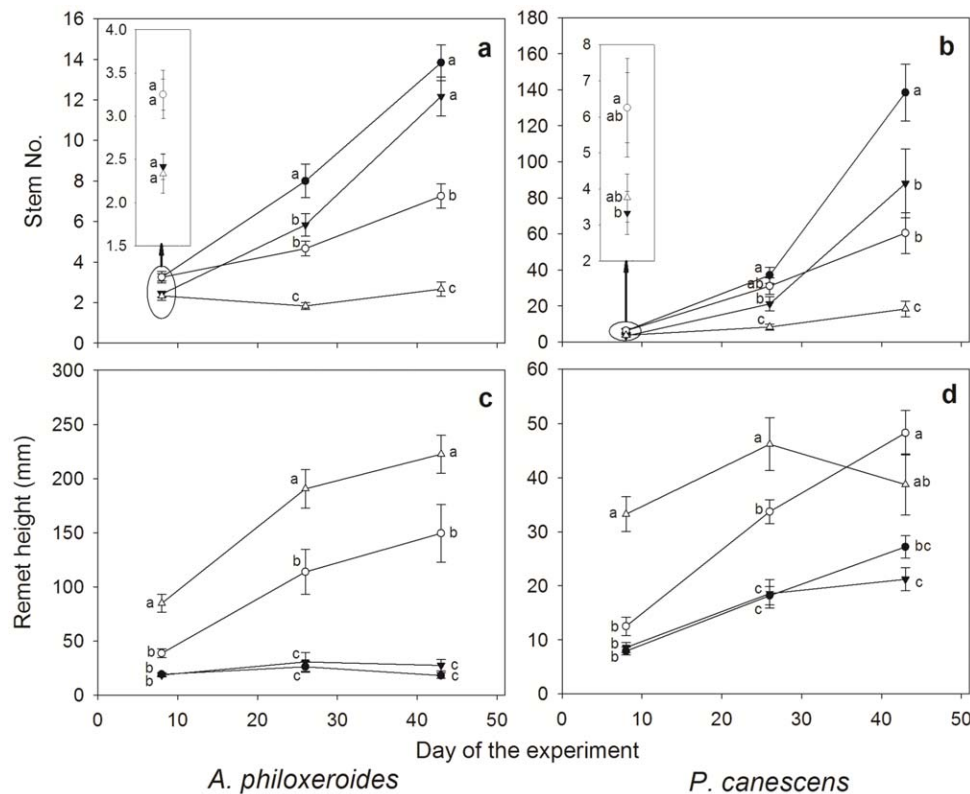 a
16
14
12
10
8
6
4
2
0
Stem No.
4.0
3.5
3.0
2.5
2.0
1.5
a
a
a
a
a
b
b
c
a
a
b
c
b
180
160
140
120
100
80
60
40
20
0
8
7
6
5
4
3
2
a
ab
ab
b
a
ab
b
c
a
b
b
c
c
300
250
200
150
100
50
0
Remet height (mm)
a
b
b
b
a
b
c
c
a
b
c
c
0 10 20 30 40 50
d
60
50
40
30
20
10
0
a
b
b
b
a
b
c
c
a
ab
bc
c
0 10 20 30 40 50
Day of the experiment
A. philoxeroides P. canescens